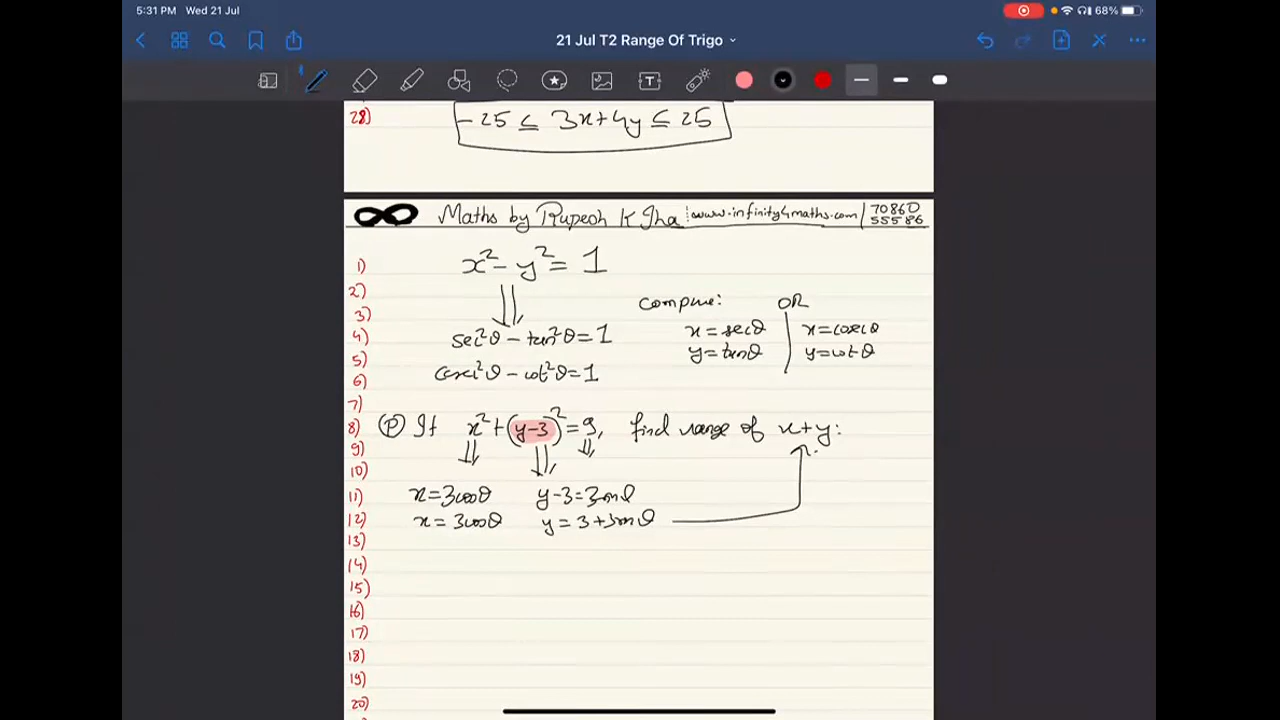 5:31 PM Wed 21 Jul
68%
21 Jul T2 Range Of Trigo
28) -25 ≤ 3x+4y ≤ 25
Maths by Rupesh K Jha www.infinity4maths.com 70860 55586
1) x² - y² = 1
2)
3) compare: OR
4) sec²θ - tan²θ = 1 x = secθ x = cosecθ
5) y = tanθ y = cotθ
6) cosec²θ - cot²θ = 1
7)
8) (P) If x² + (y-3)² = 9, find range of x+y:
9)
10)
11) x = 3cosθ y-3 = 3sinθ
12) x = 3cosθ y = 3+3sinθ
13)
14)
15)
16)
17)
18)
19)
20)